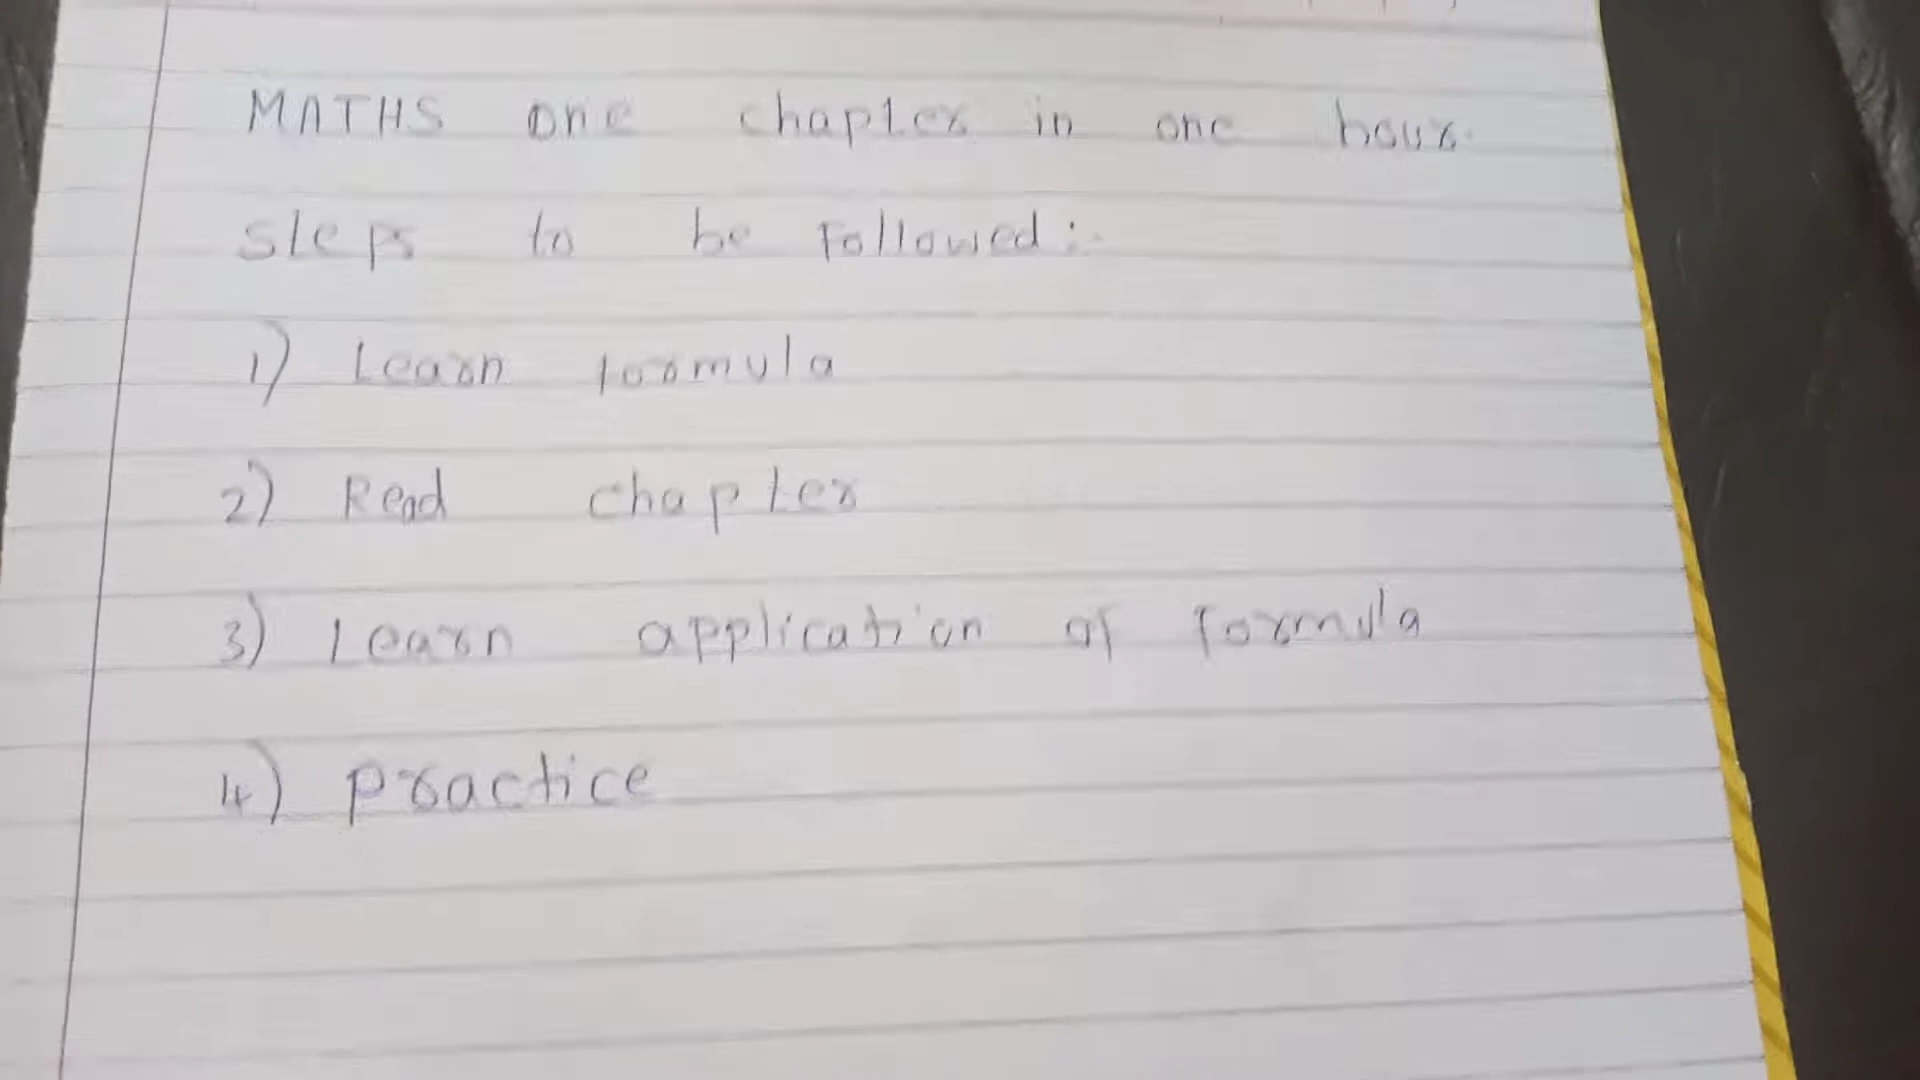 MATHS one chapter in one hour.
steps to be followed:-
1) Learn formula
2) Read chapter
3) Learn application of formula
4) Practice